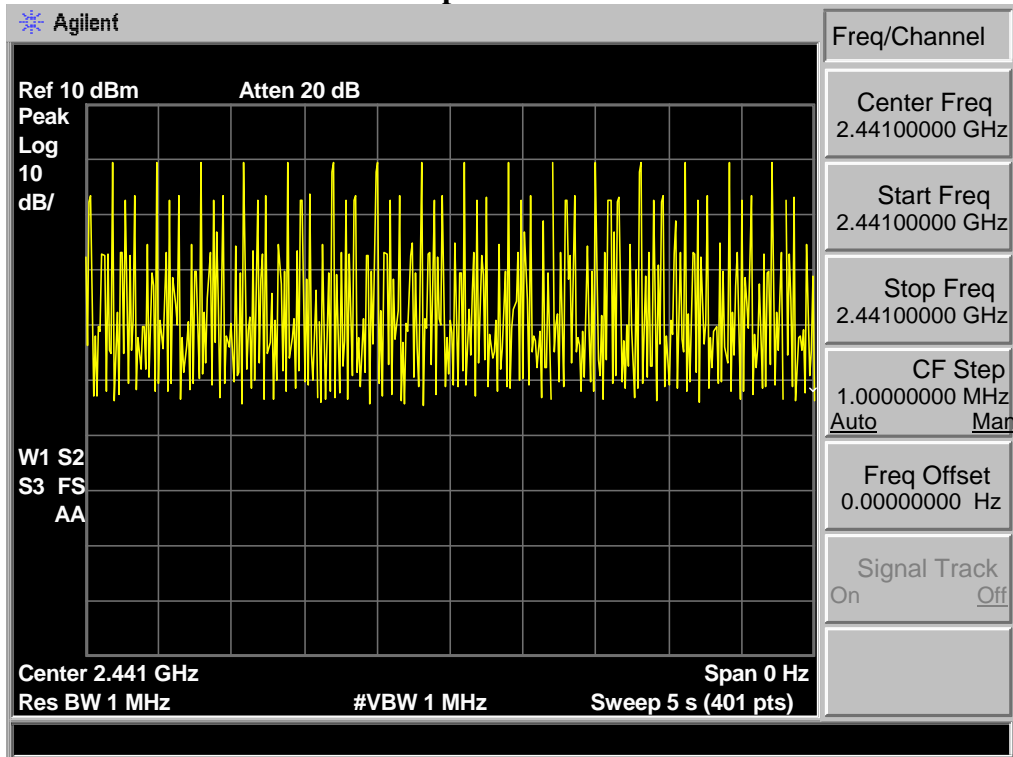 Agilent
Ref 10 dBm Atten 20 dB
Peak
Log
10
dB/
W1 S2
S3 FS
AA
Center 2.441 GHz Span 0 Hz
Res BW 1 MHz #VBW 1 MHz Sweep 5 s (401 pts)
Freq/Channel
Center Freq
2.44100000 GHz
Start Freq
2.44100000 GHz
Stop Freq
2.44100000 GHz
CF Step
1.00000000 MHz
Auto Man
Freq Offset
0.00000000 Hz
Signal Track
On Off